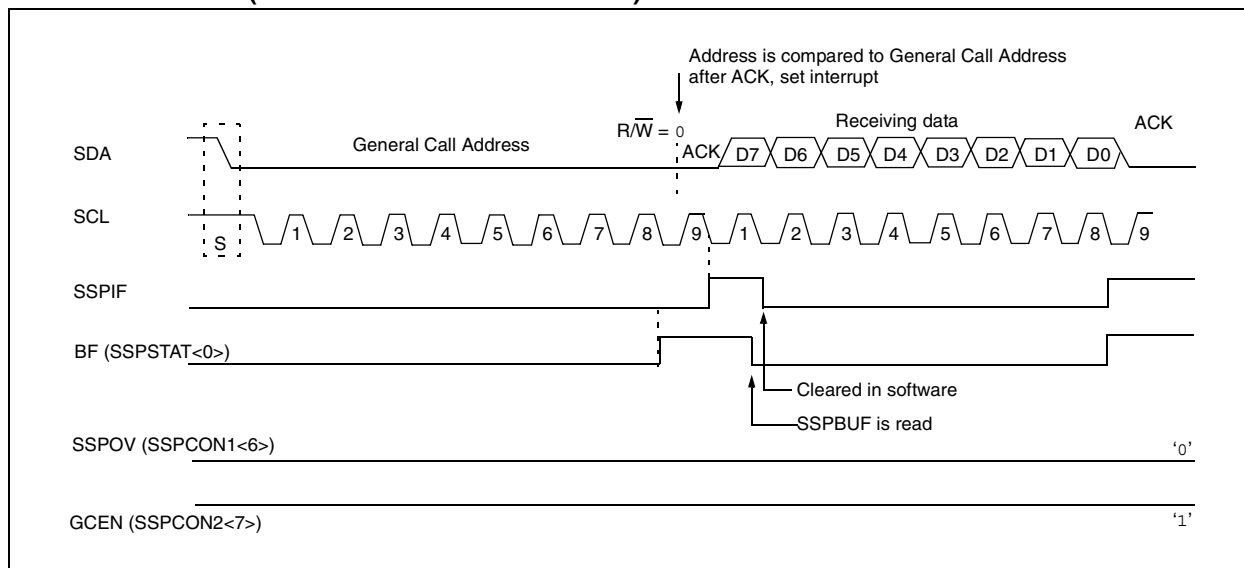 Address is compared to General Call Address
after ACK, set interrupt
R/W = 0
Receiving data
ACK
SDA
General Call Address
ACK
D7 D6 D5 D4 D3 D2 D1 D0
SCL
S
1 2 3 4 5 6 7 8 9 1 2 3 4 5 6 7 8 9
SSPIF
BF (SSPSTAT<0>)
Cleared in software
SSPBUF is read
SSPOV (SSPCON1<6>)
‘0’
GCEN (SSPCON2<7>)
‘1’